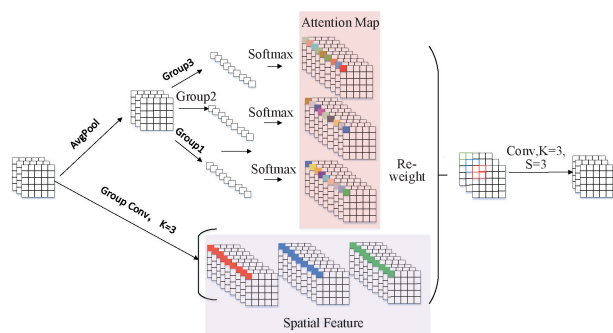 Attention Map
Group3
Softmax
Group2
Softmax
AvgPool
Group1
Softmax
Re-
weight
Conv,K=3,
S=3
Group Conv, K=3
Spatial Feature